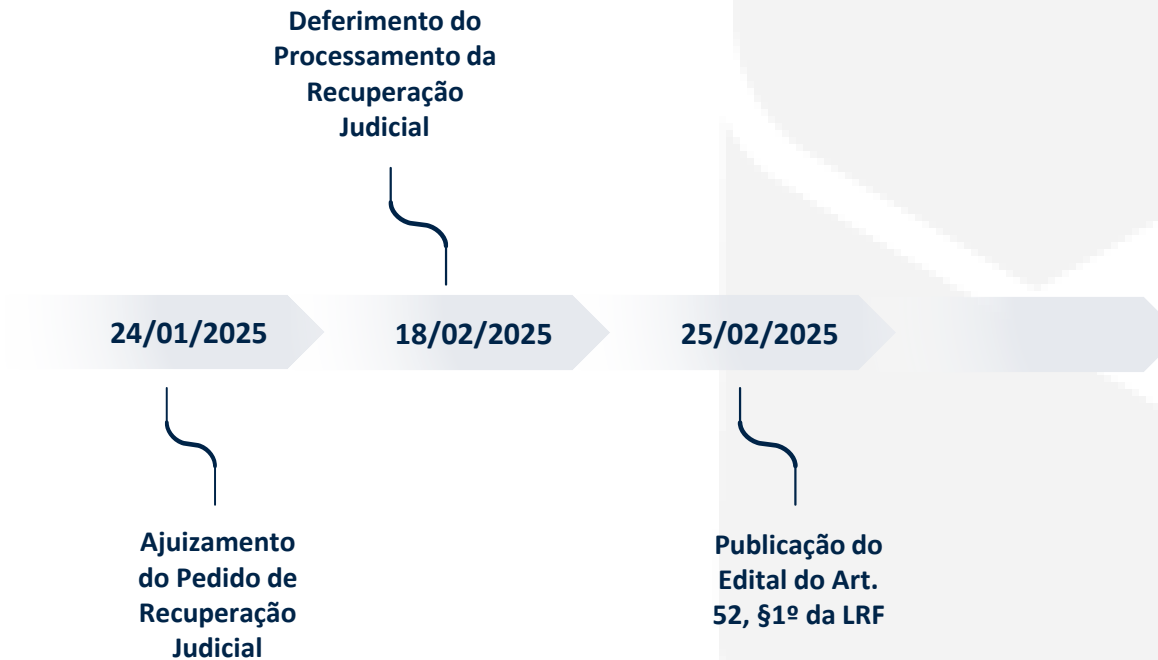 Deferimento do
Processamento da
Recuperação
Judicial
24/01/2025
18/02/2025
25/02/2025
Ajuizamento
do Pedido de
Recuperação
Judicial
Publicação do
Edital do Art.
52, §1º da LRF